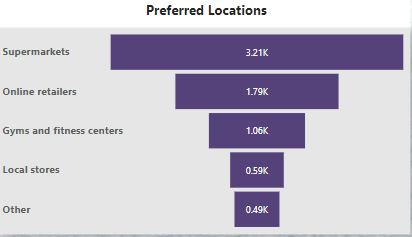 Preferred Locations
Supermarkets 3.21K
Online retailers 1.79K
Gyms and fitness centers 1.06K
Local stores 0.59K
Other 0.49K